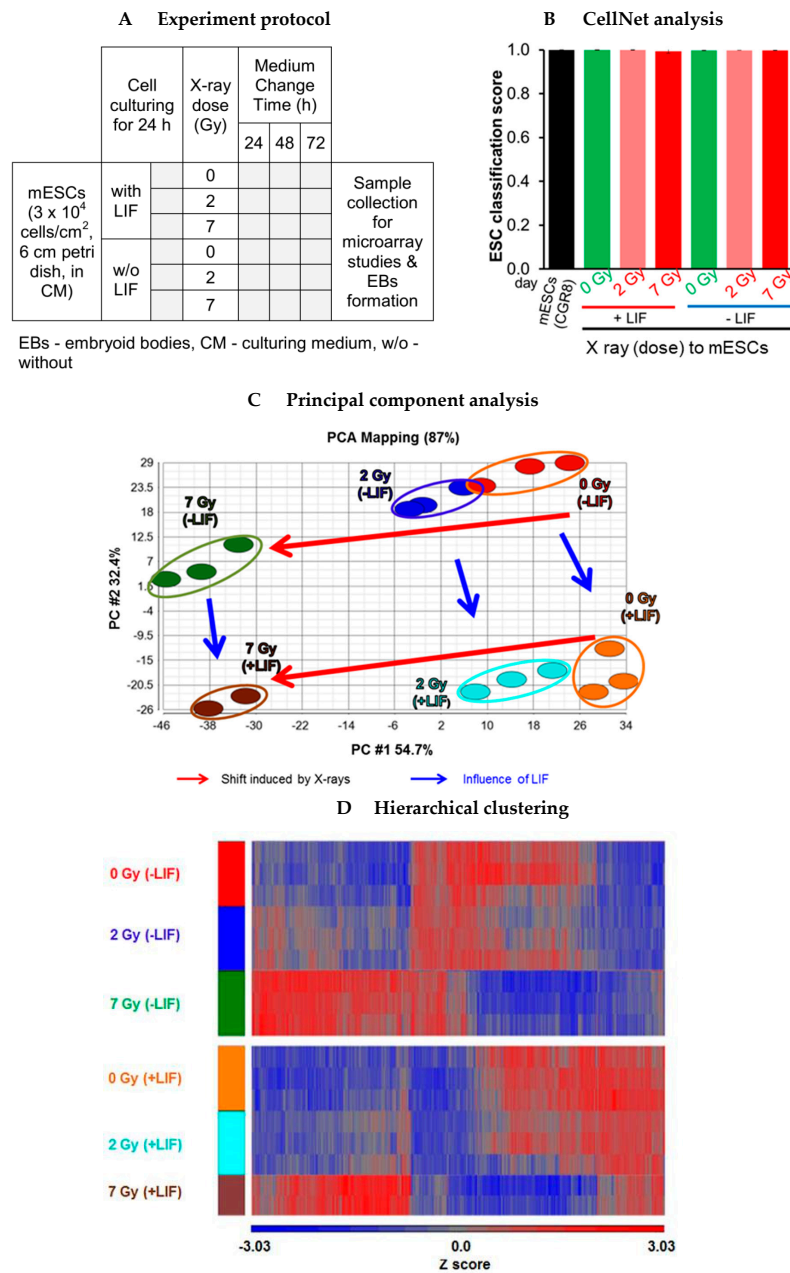 A Experiment protocol
Cell
culturing
for 24 h
X-ray
dose
(Gy)
Medium
Change
Time (h)
24 48 72
mESCs
(3 x 10⁴
cells/cm²,
6 cm petri
dish, in
CM)
with
LIF
w/o
LIF
0
2
7
0
2
7
Sample
collection
for
microarray
studies &
EBs
formation
EBs - embryoid bodies, CM - culturing medium, w/o -
without
B CellNet analysis
ESC classification score
1.0
0.8
0.6
0.4
0.2
0.0
day
mESCs
(CGR8)
0 Gy
2 Gy
7 Gy
0 Gy
2 Gy
7 Gy
+ LIF
- LIF
X ray (dose) to mESCs
C Principal component analysis
PCA Mapping (87%)
PC #2 32.4%
29
23.5
18
12.5
7
1.5
-4
-9.5
-15
-20.5
-26
7 Gy
(-LIF)
2 Gy
(-LIF)
0 Gy
(-LIF)
7 Gy
(+LIF)
2 Gy
(+LIF)
0 Gy
(+LIF)
-46 -38 -30 -22 -14 -6 2 10 18 26 34
PC #1 54.7%
Shift induced by X-rays
Influence of LIF
D Hierarchical clustering
0 Gy (-LIF)
2 Gy (-LIF)
7 Gy (-LIF)
0 Gy (+LIF)
2 Gy (+LIF)
7 Gy (+LIF)
-3.03 0.0 3.03
Z score